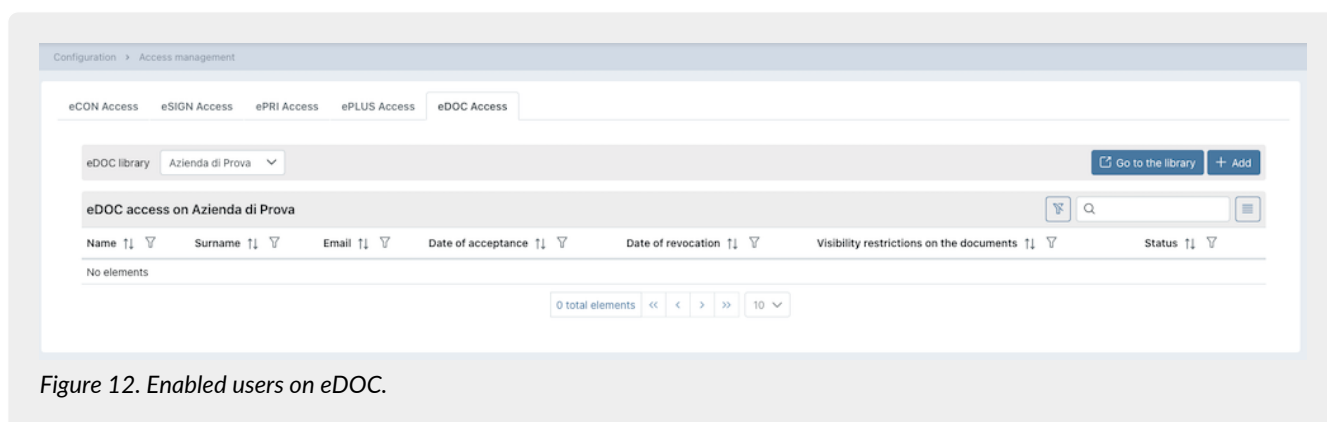 Configuration > Access management
eCON Access eSIGN Access ePRI Access ePLUS Access eDOC Access
eDOC library Azienda di Prova Go to the library + Add
eDOC access on Azienda di Prova
Name Surname Email Date of acceptance Date of revocation Visibility restrictions on the documents Status
No elements
0 total elements << < > >> 10
Figure 12. Enabled users on eDOC.